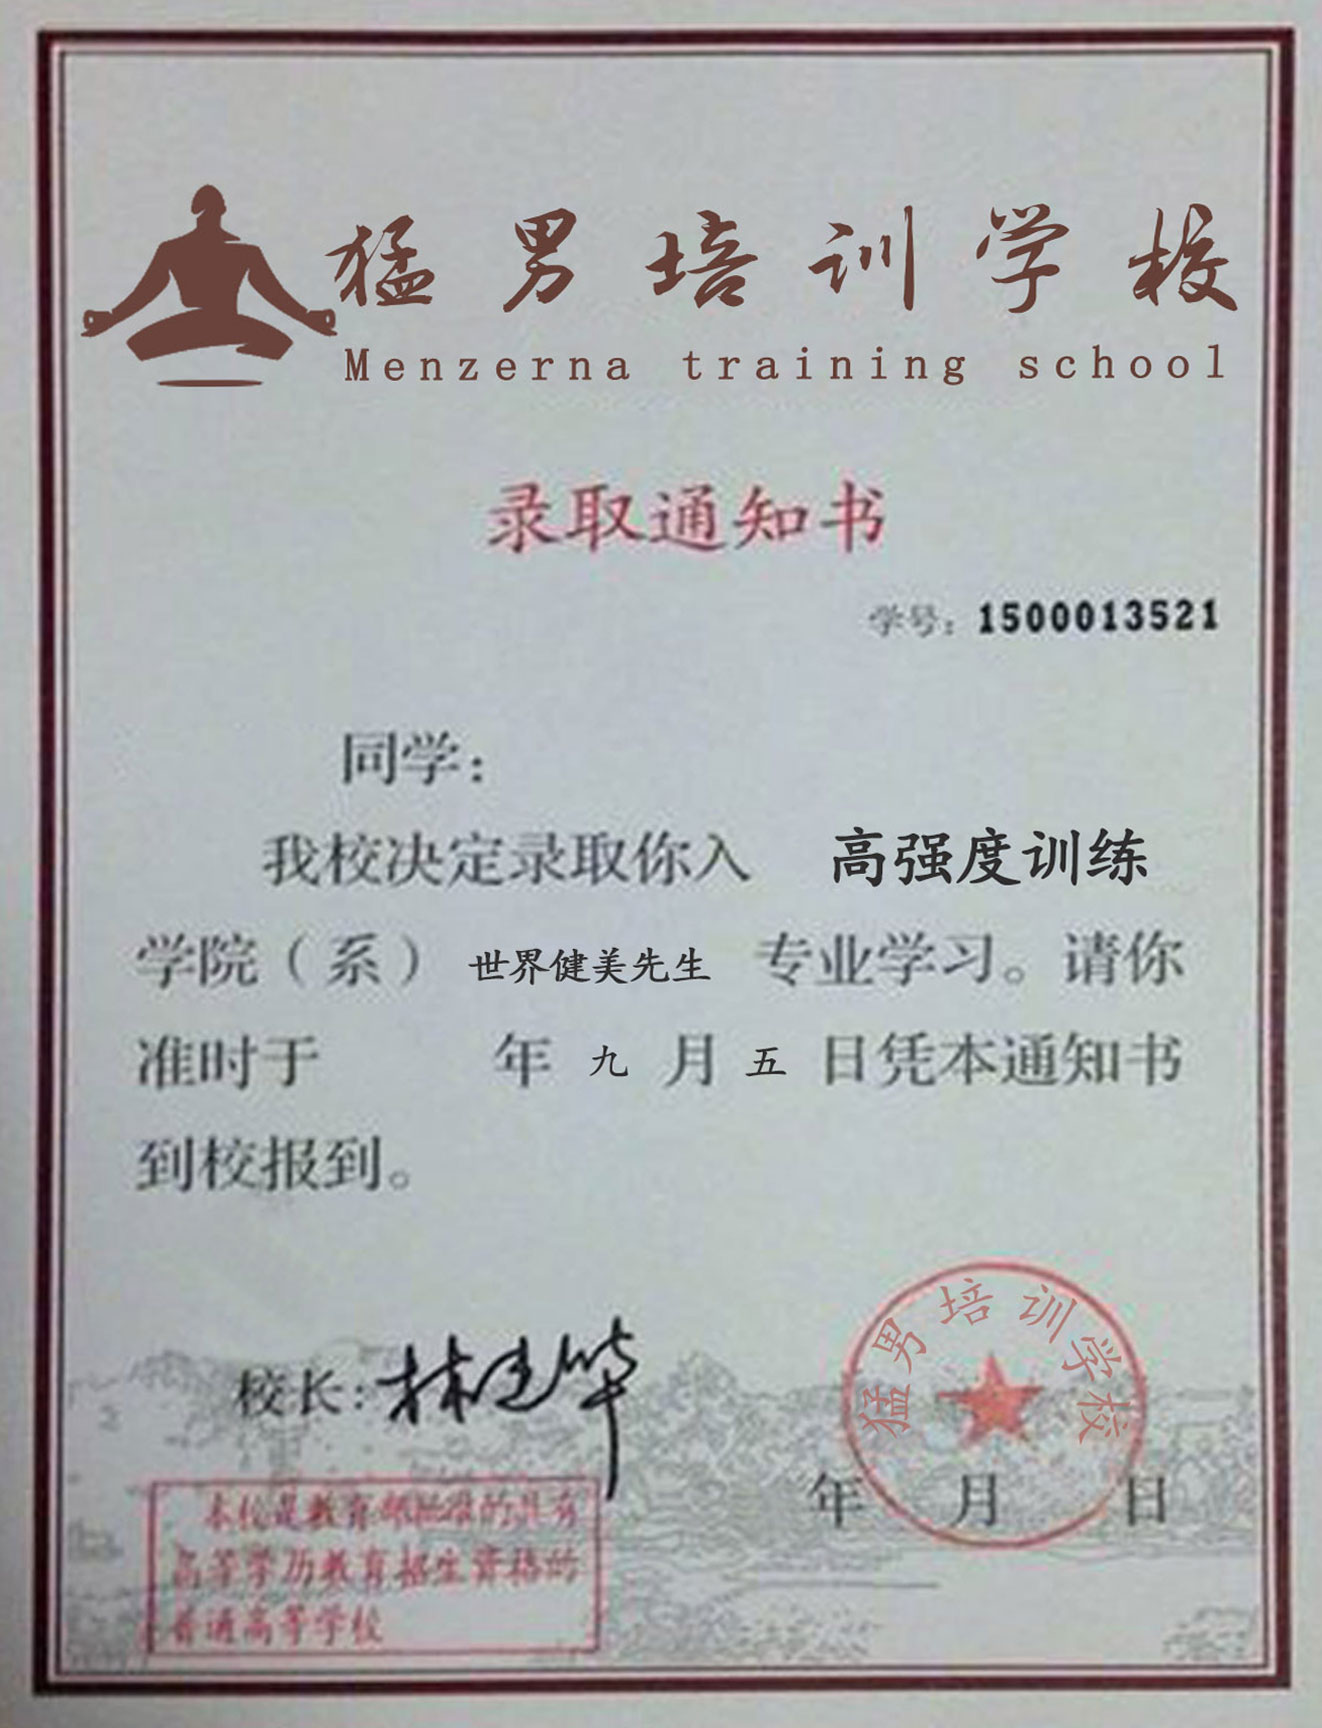 猛男培训学校
Menzerna training school
录取通知书
学号：1500013521
同学：
我校决定录取你入 高强度训练
学院（系） 世界健美先生 专业学习。请你
准时于 年 九 月 五 日凭本通知书
到校报到。
猛男培训学校
校长：林建华
年 月 日
本校是教育部批准的具有
高等学历教育招生资格的
普通高等学校